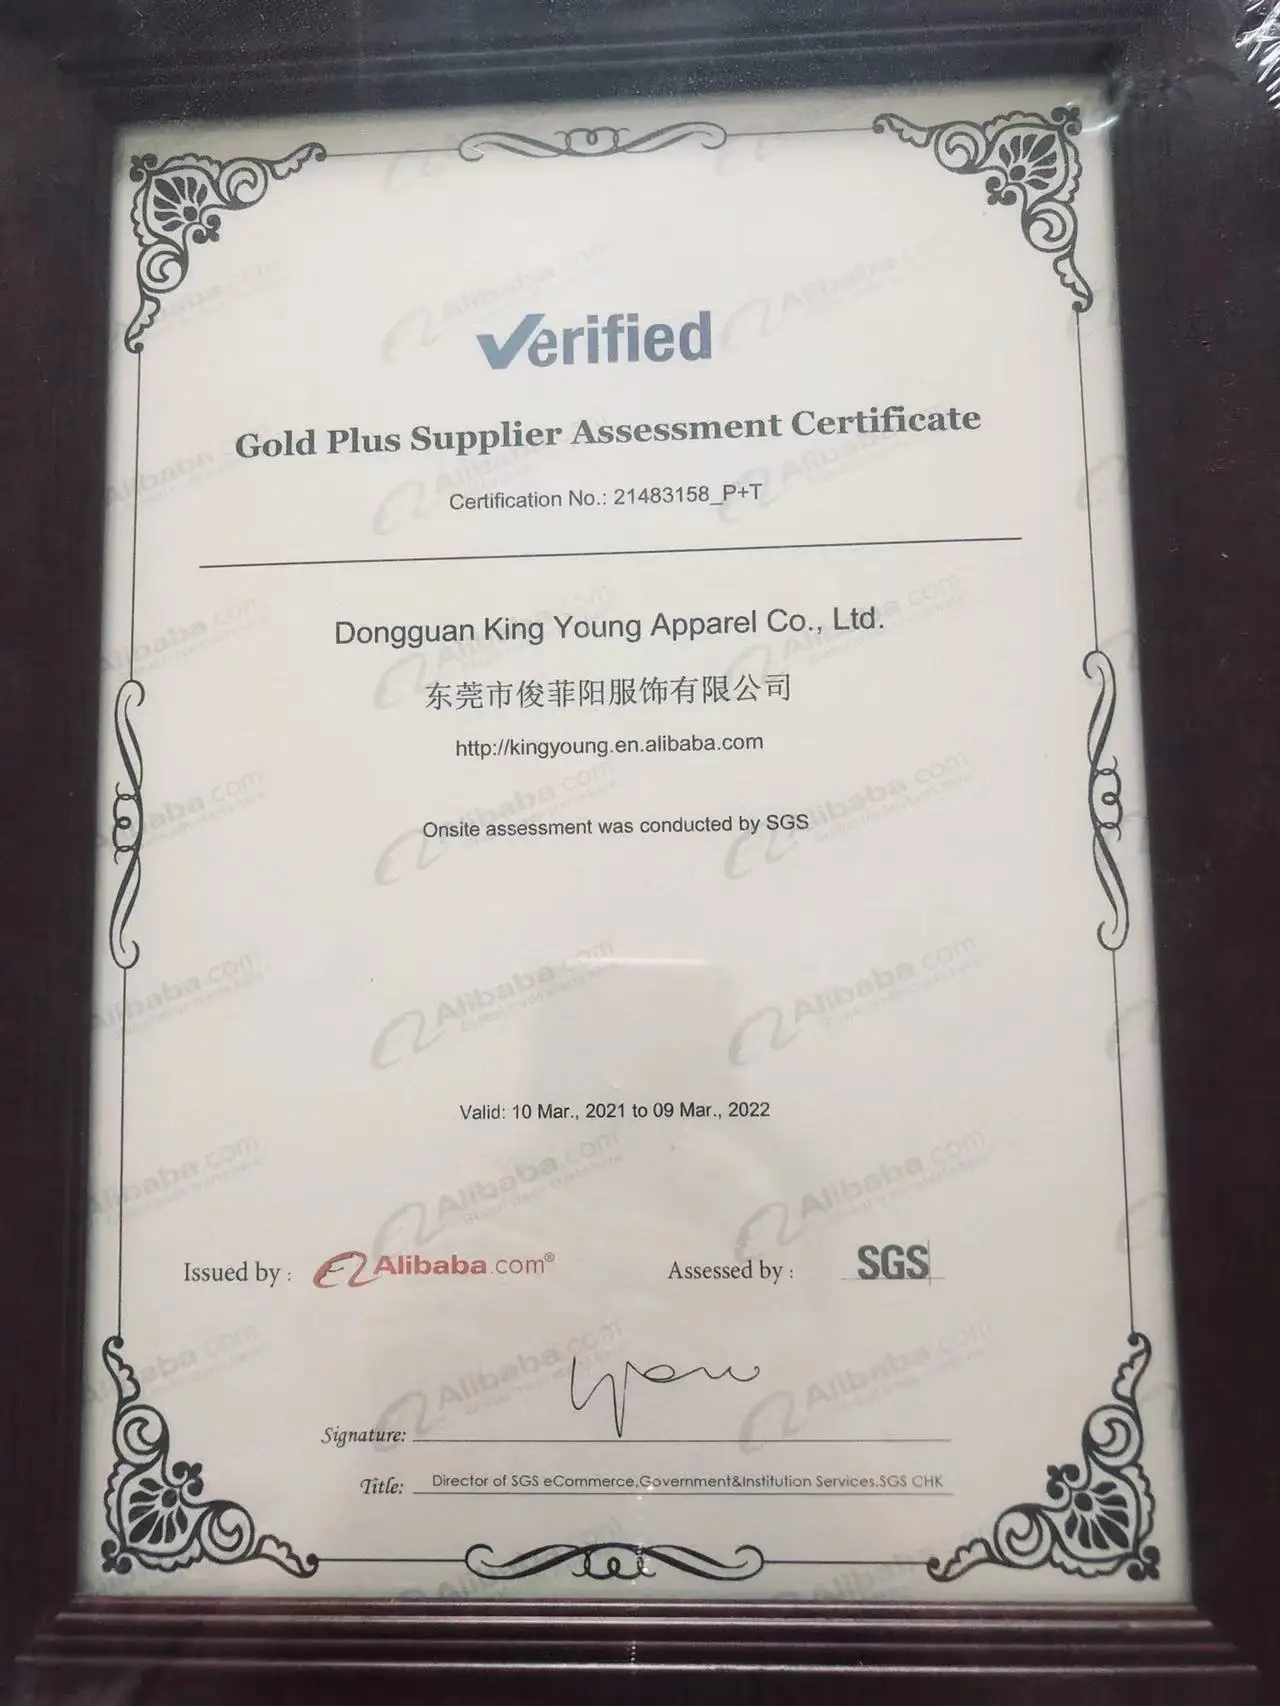 Verified
Gold Plus Supplier Assessment Certificate
Certification No.: 21483158_P+T
Dongguan King Young Apparel Co., Ltd.
东莞市俊菲阳服饰有限公司
http://kingyoung.en.alibaba.com
Onsite assessment was conducted by SGS
Valid: 10 Mar., 2021 to 09 Mar., 2022
Issued by : Alibaba.com® Assessed by : SGS
Signature:
Title: Director of SGS eCommerce,Government&Institution Services,SGS CHK